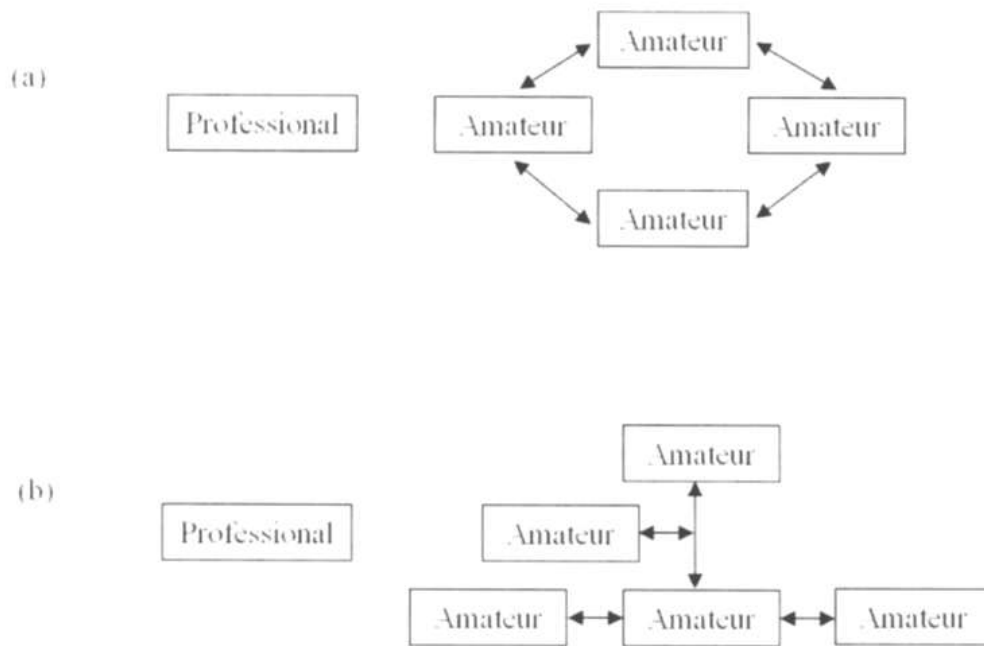 Amateur
(a)
Professional Amateur Amateur
Amateur
Amateur
(b)
Professional Amateur
Amateur Amateur Amateur